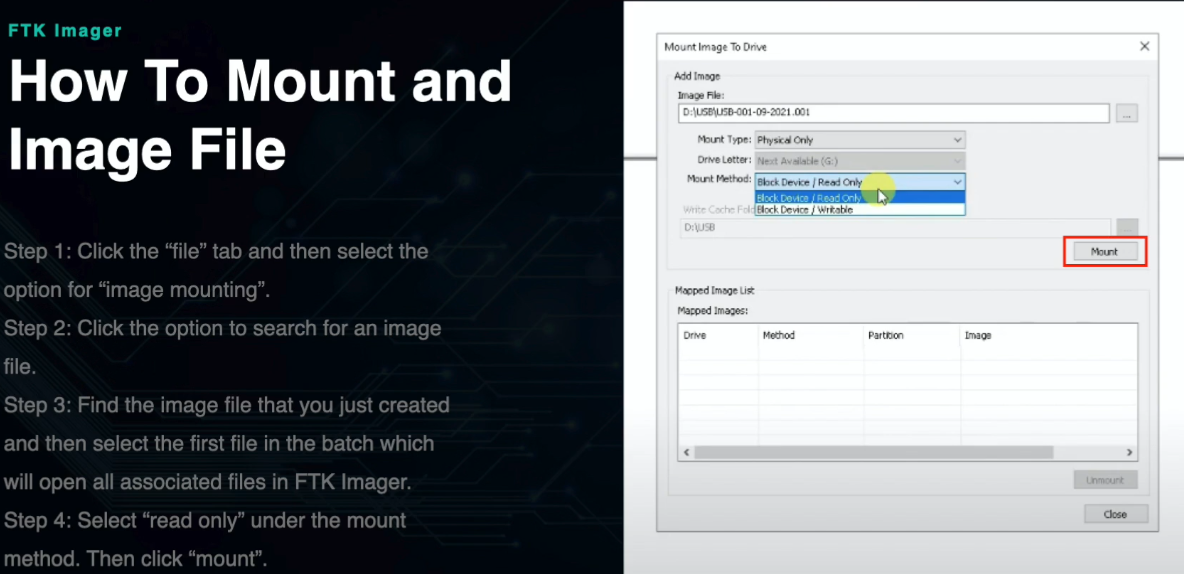 FTK Imager
How To Mount and
Image File
Step 1: Click the “file” tab and then select the
option for “image mounting”.
Step 2: Click the option to search for an image
file.
Step 3: Find the image file that you just created
and then select the first file in the batch which
will open all associated files in FTK Imager.
Step 4: Select “read only” under the mount
method. Then click “mount”.
Mount Image To Drive
Add Image
Image File:
D:\USB\USB-001-09-2021.001
...
Mount Type: Physical Only
Drive Letter: Next Available (G:)
Mount Method: Block Device / Read Only
Block Device / Read Only
Write Cache Fold Block Device / Writable
D:\USB
...
Mount
Mapped Image List
Mapped Images:
Drive Method Partition Image
Unmount
Close